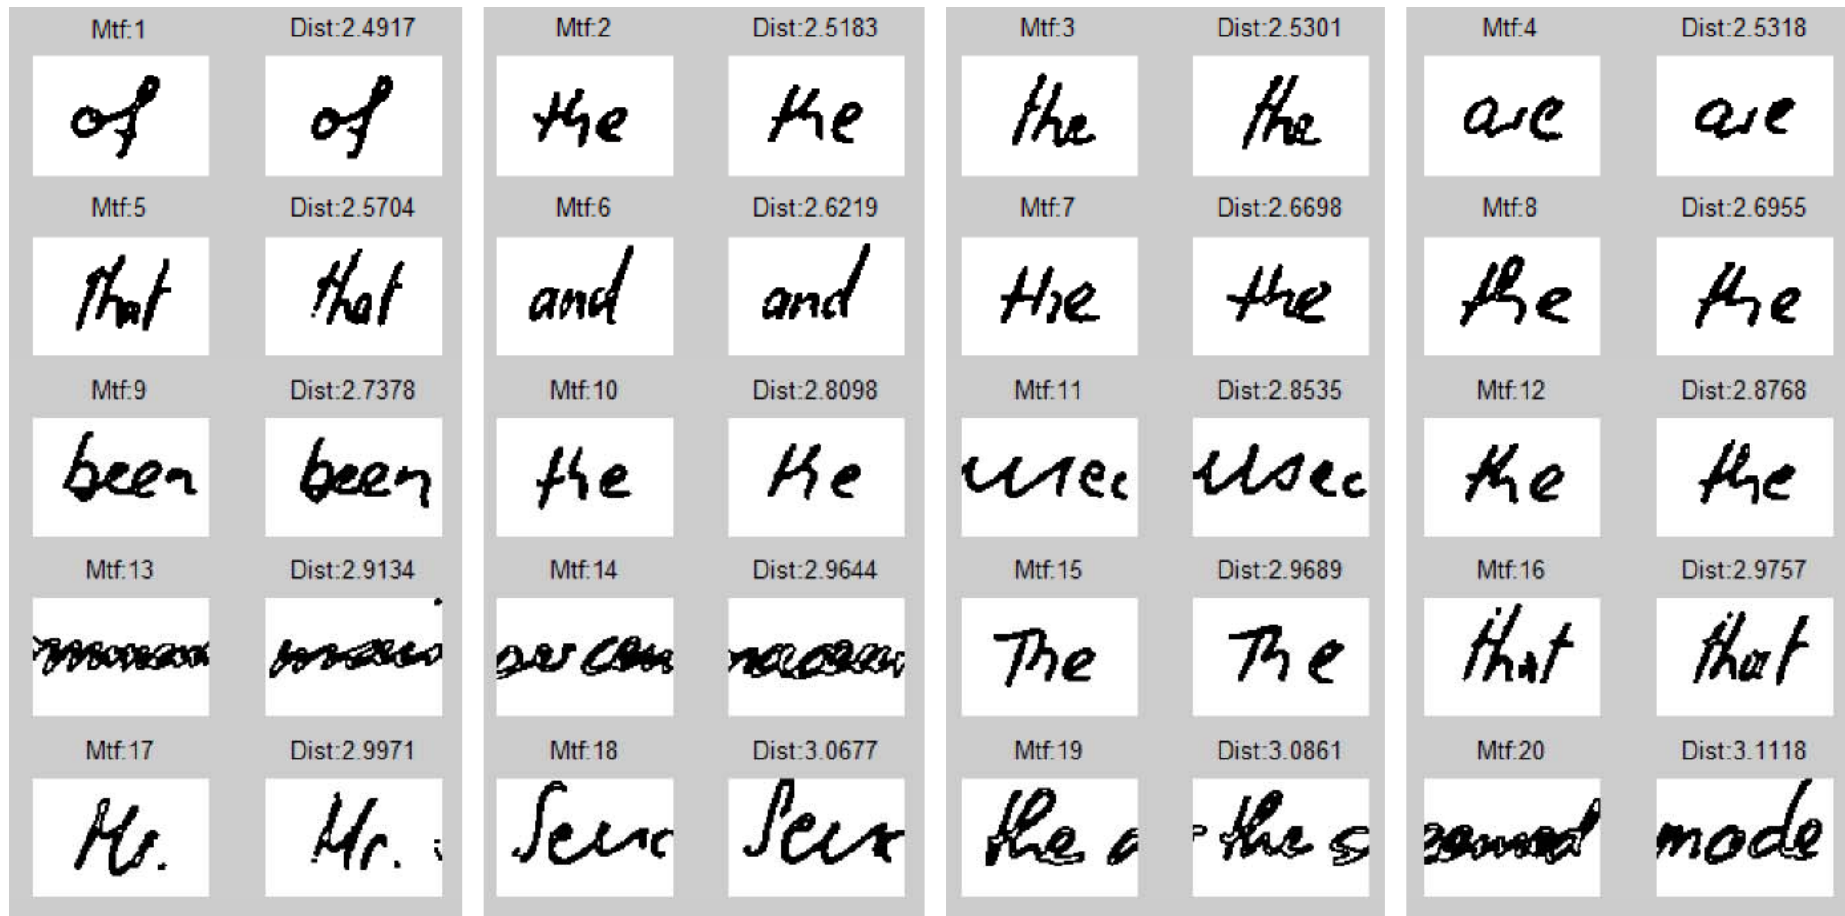 Mtf:1 Dist:2.4917 Mtf:2 Dist:2.5183 Mtf:3 Dist:2.5301 Mtf:4 Dist:2.5318
of of the the the the are are
Mtf:5 Dist:2.5704 Mtf:6 Dist:2.6219 Mtf:7 Dist:2.6698 Mtf:8 Dist:2.6955
that that and and the the the the
Mtf:9 Dist:2.7378 Mtf:10 Dist:2.8098 Mtf:11 Dist:2.8535 Mtf:12 Dist:2.8768
been been the the usec usec the the
Mtf:13 Dist:2.9134 Mtf:14 Dist:2.9644 Mtf:15 Dist:2.9689 Mtf:16 Dist:2.9757
The The that that
Mtf:17 Dist:2.9971 Mtf:18 Dist:3.0677 Mtf:19 Dist:3.0861 Mtf:20 Dist:3.1118
Mr. Mr. the the made